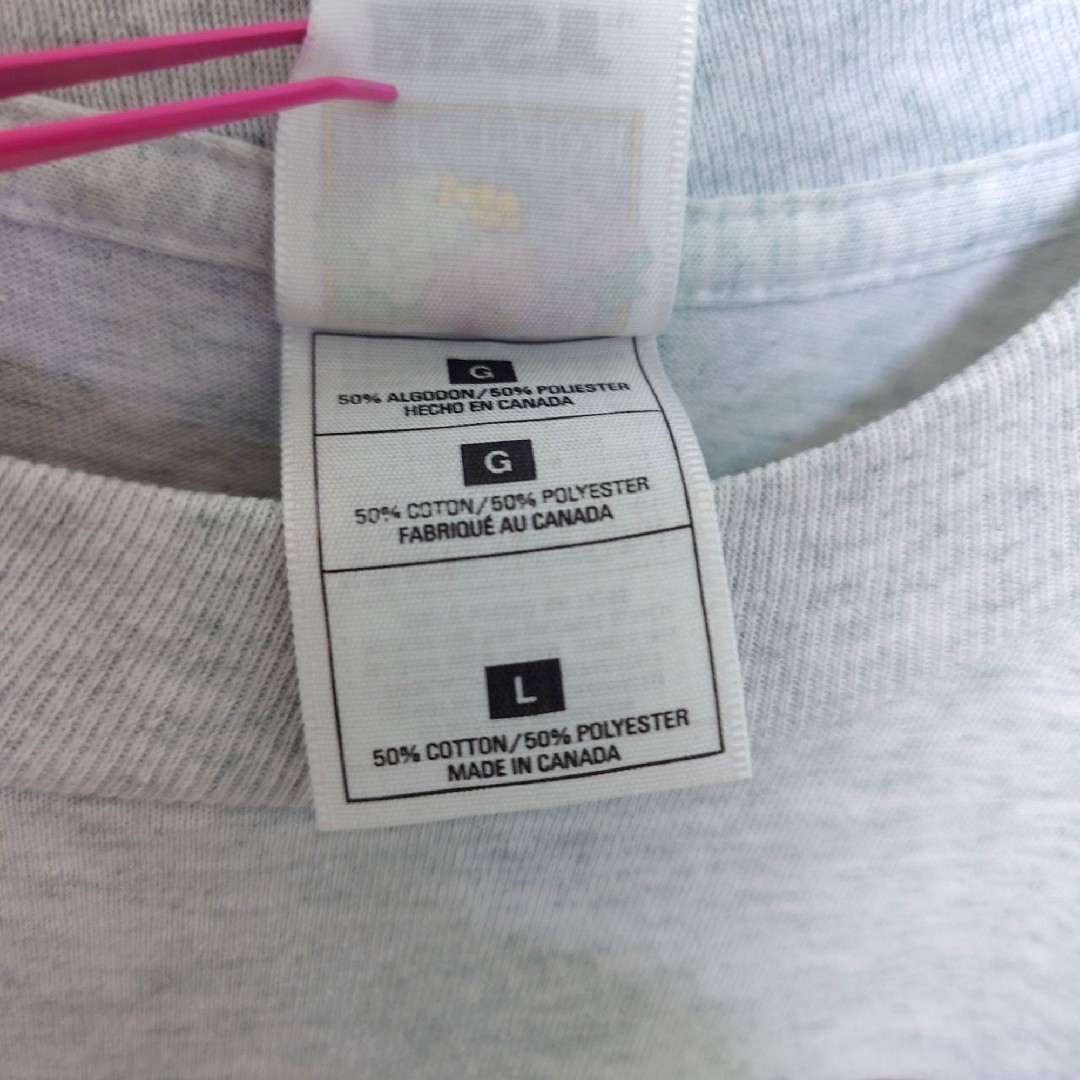 G
50% ALGODON/50% POLIESTER
HECHO EN CANADA
G
50% COTON/50% POLYESTER
FABRIQUÉ AU CANADA
L
50% COTTON/50% POLYESTER
MADE IN CANADA